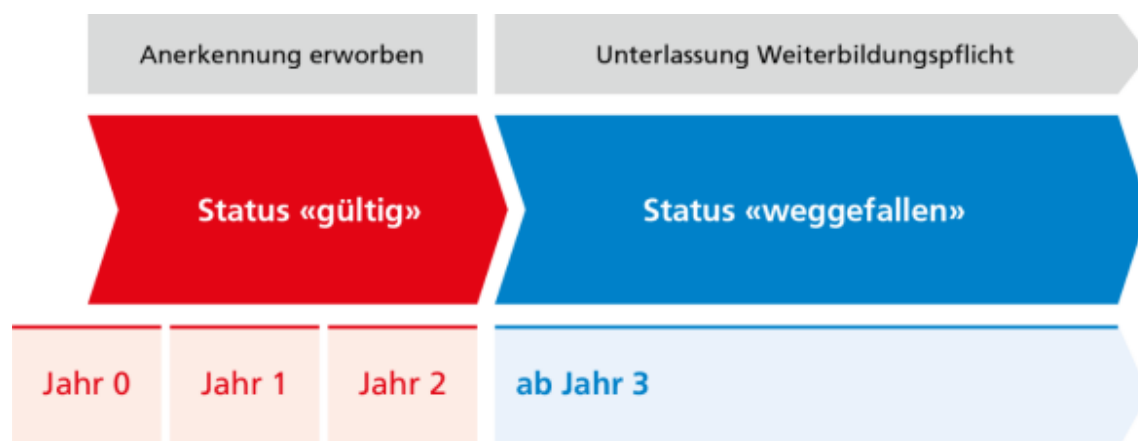 Anerkennung erworben
Unterlassung Weiterbildungspflicht
Status «gültig»
Status «weggefallen»
Jahr 0
Jahr 1
Jahr 2
ab Jahr 3